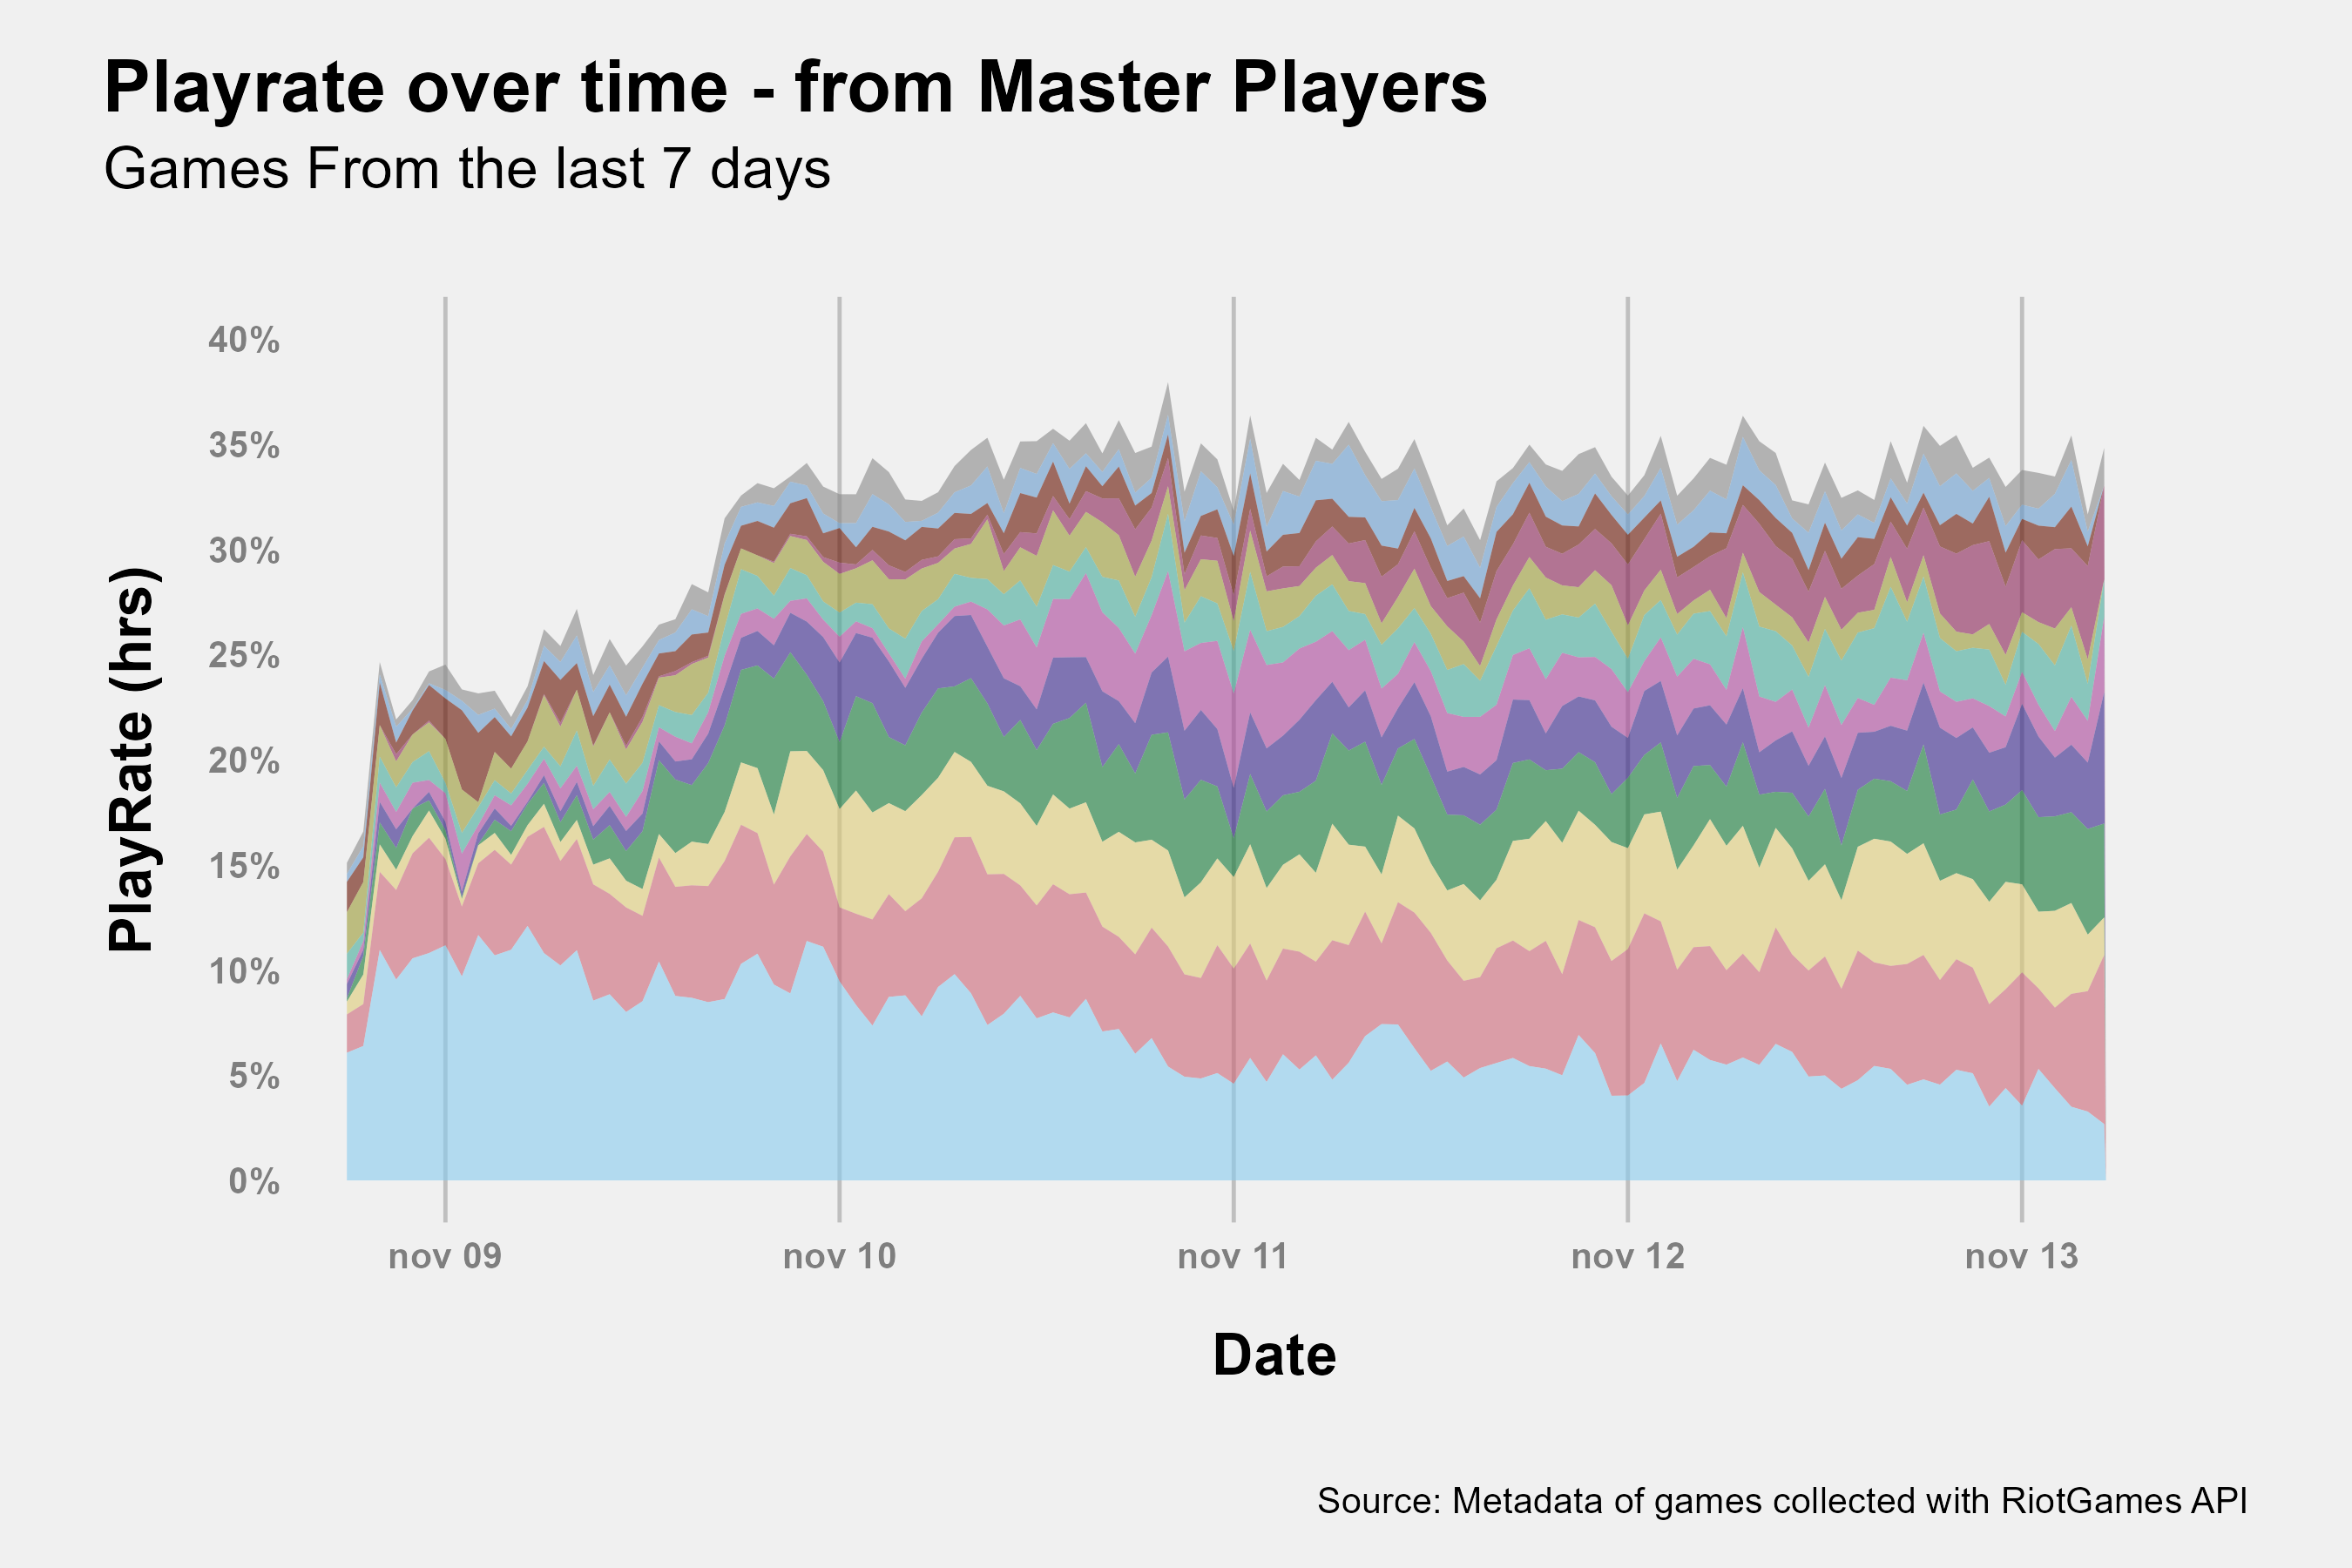 Playrate over time - from Master Players
Games From the last 7 days
PlayRate (hrs)
40%
35%
30%
25%
20%
15%
10%
5%
0%
nov 09
nov 10
nov 11
nov 12
nov 13
Date
Source: Metadata of games collected with RiotGames API